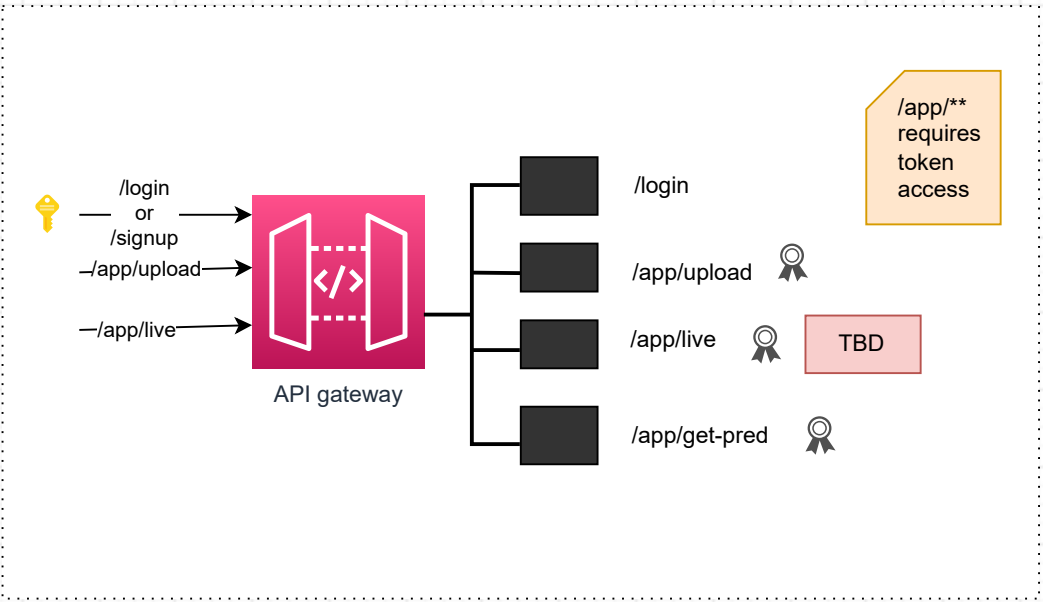 /login
or
/signup
/app/upload
/app/live
API gateway
/login
/app/upload
/app/live
TBD
/app/get-pred
/app/**
requires
token
access